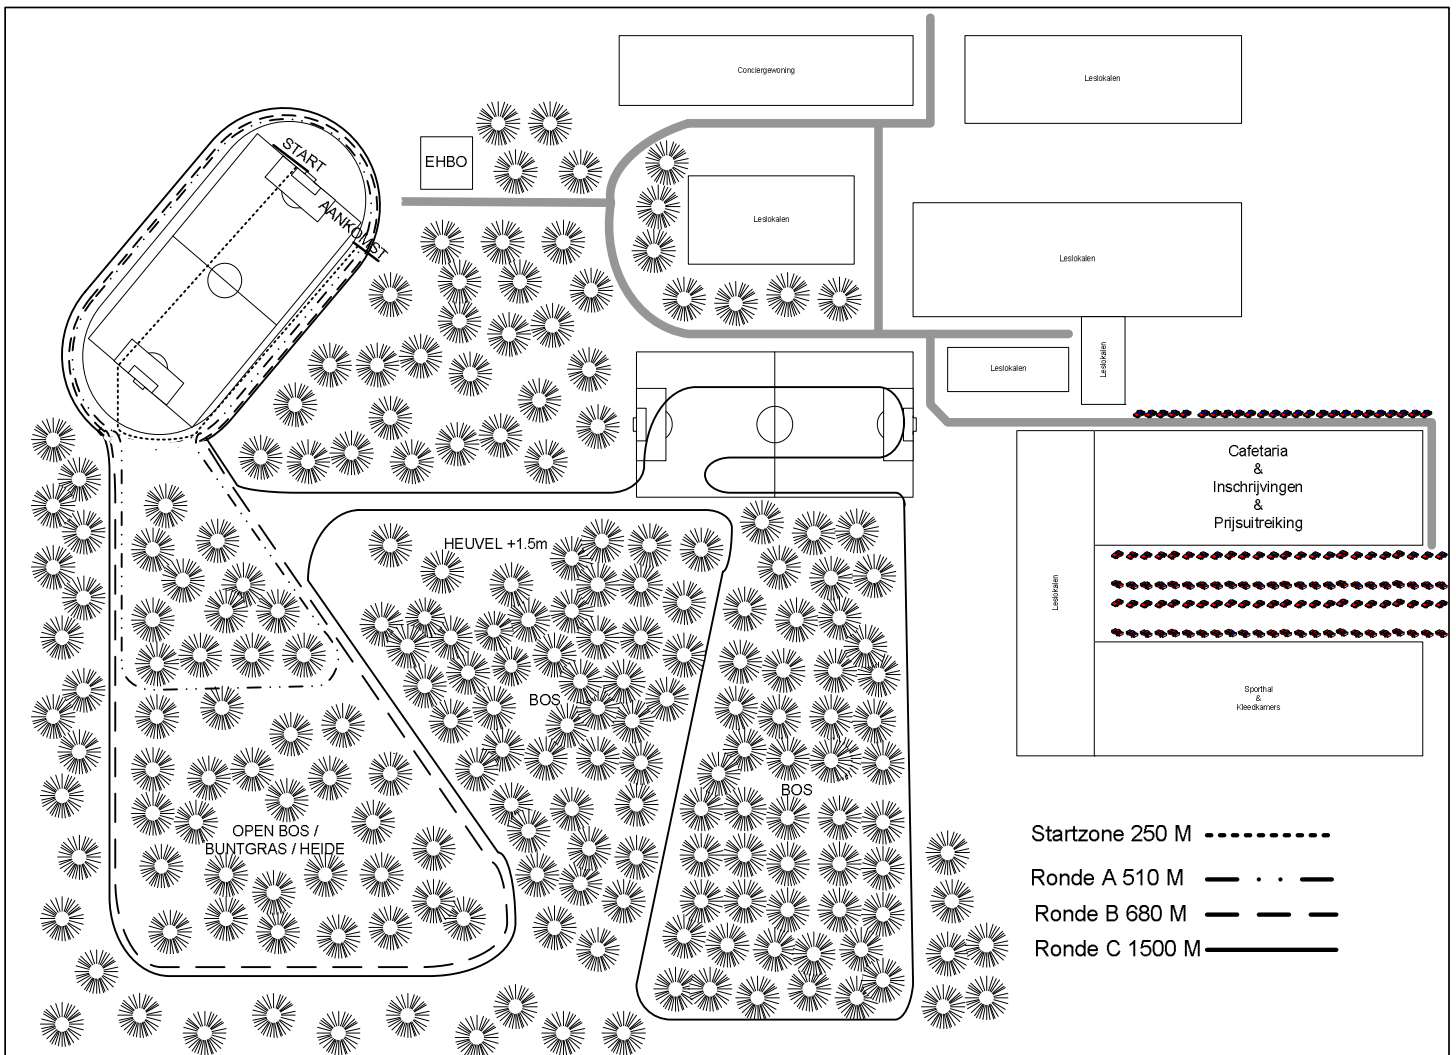 Conciergewoning
Leslokalen
START
EHBO
AANKOMST
Leslokalen
Leslokalen
Leslokalen
Leslokalen
Cafetaria
&
Inschrijvingen
&
Prijsuitreiking
HEUVEL +1.5m
Leslokalen
BOS
Sporthal
&
Kleedkamers
BOS
OPEN BOS /
BUNTGRAS / HEIDE
Startzone 250 M
Ronde A 510 M
Ronde B 680 M
Ronde C 1500 M